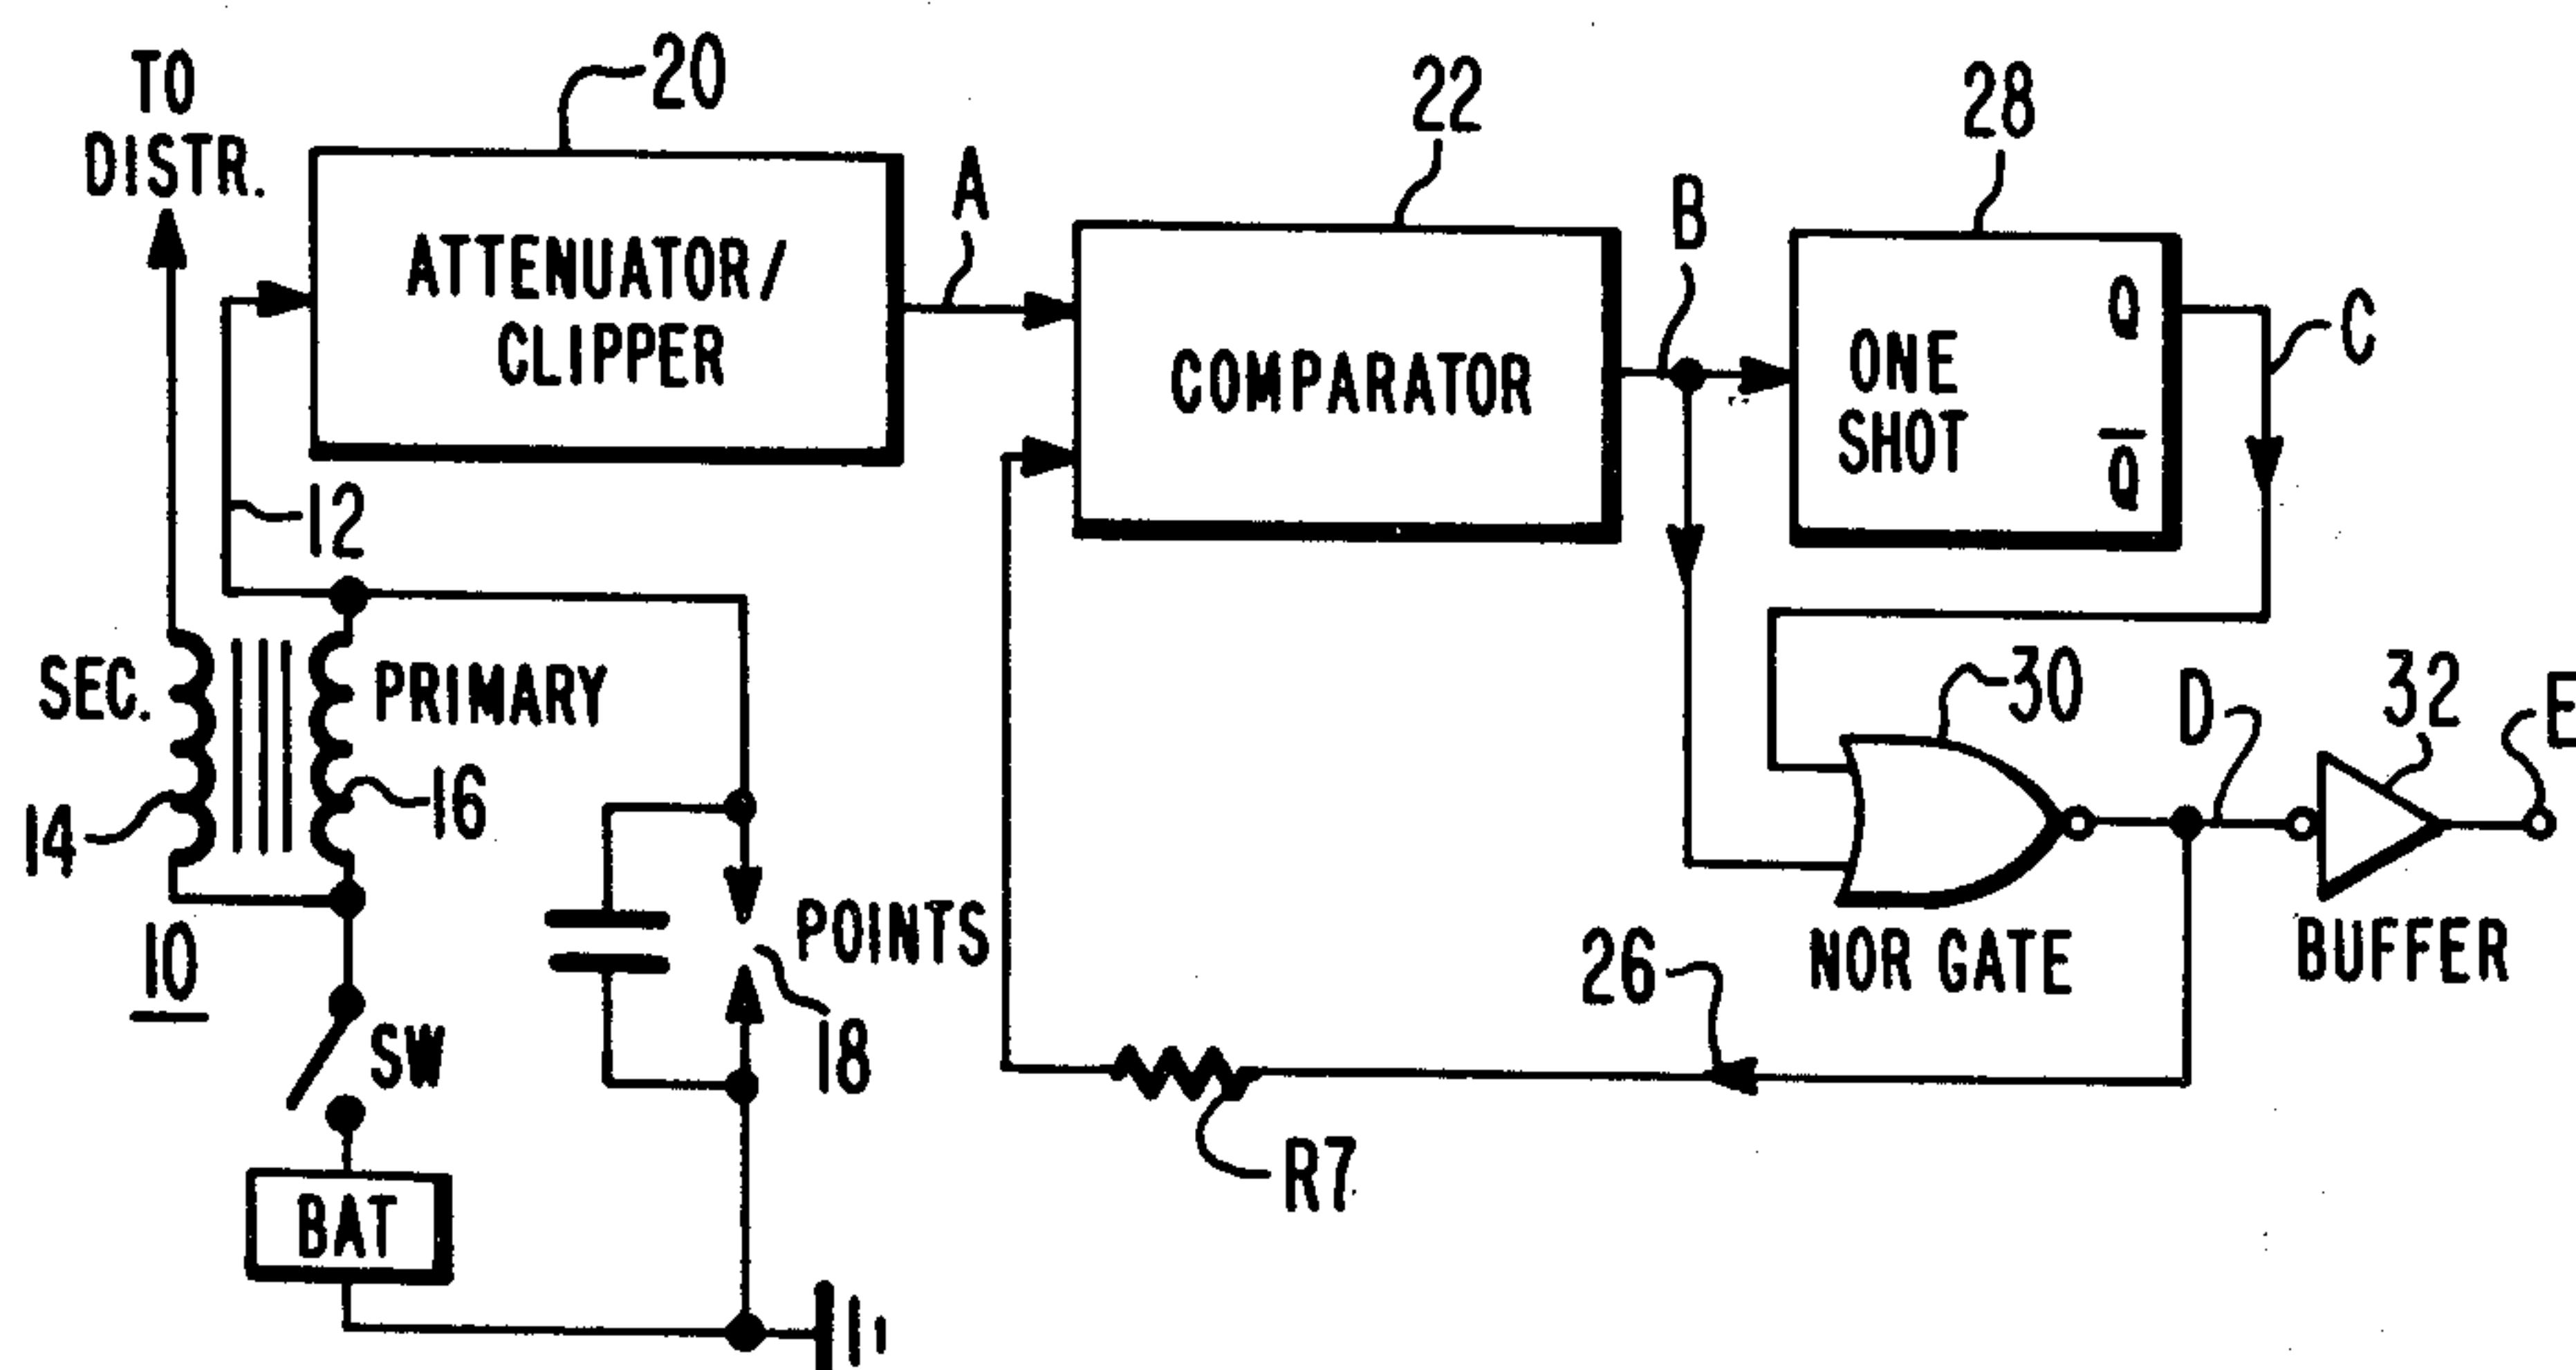 TO
DISTR.
20
ATTENUATOR/
CLIPPER
A
22
COMPARATOR
B
28
ONE
SHOT
Q
Q̅
C
12
SEC.
PRIMARY
14
16
10
SW
BAT
POINTS
18
30
NOR GATE
D
32
BUFFER
E
26
R7